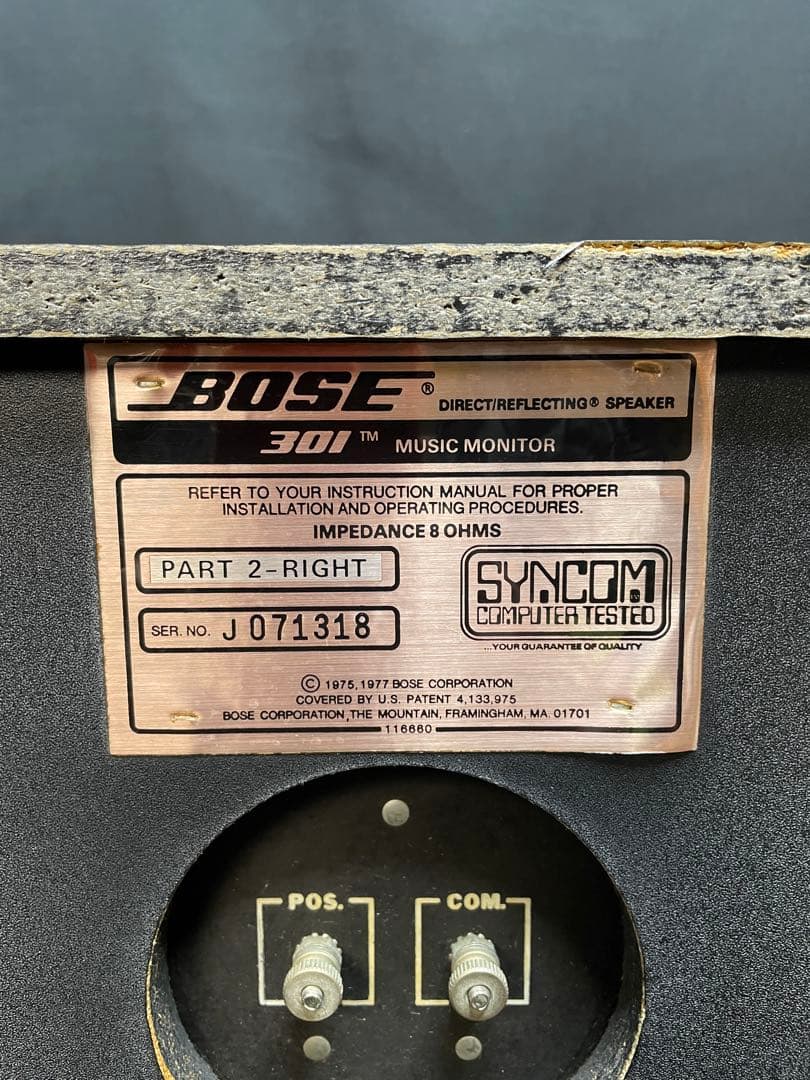 BOSE® DIRECT/REFLECTING® SPEAKER
301™ MUSIC MONITOR
REFER TO YOUR INSTRUCTION MANUAL FOR PROPER
INSTALLATION AND OPERATING PROCEDURES.
IMPEDANCE 8 OHMS
PART 2-RIGHT
SER. NO. J 071318
SYNCOM
COMPUTER TESTED
...YOUR GUARANTEE OF QUALITY
© 1975, 1977 BOSE CORPORATION
COVERED BY U.S. PATENT 4,133,975
BOSE CORPORATION, THE MOUNTAIN, FRAMINGHAM, MA. 01701
116660
POS. COM.